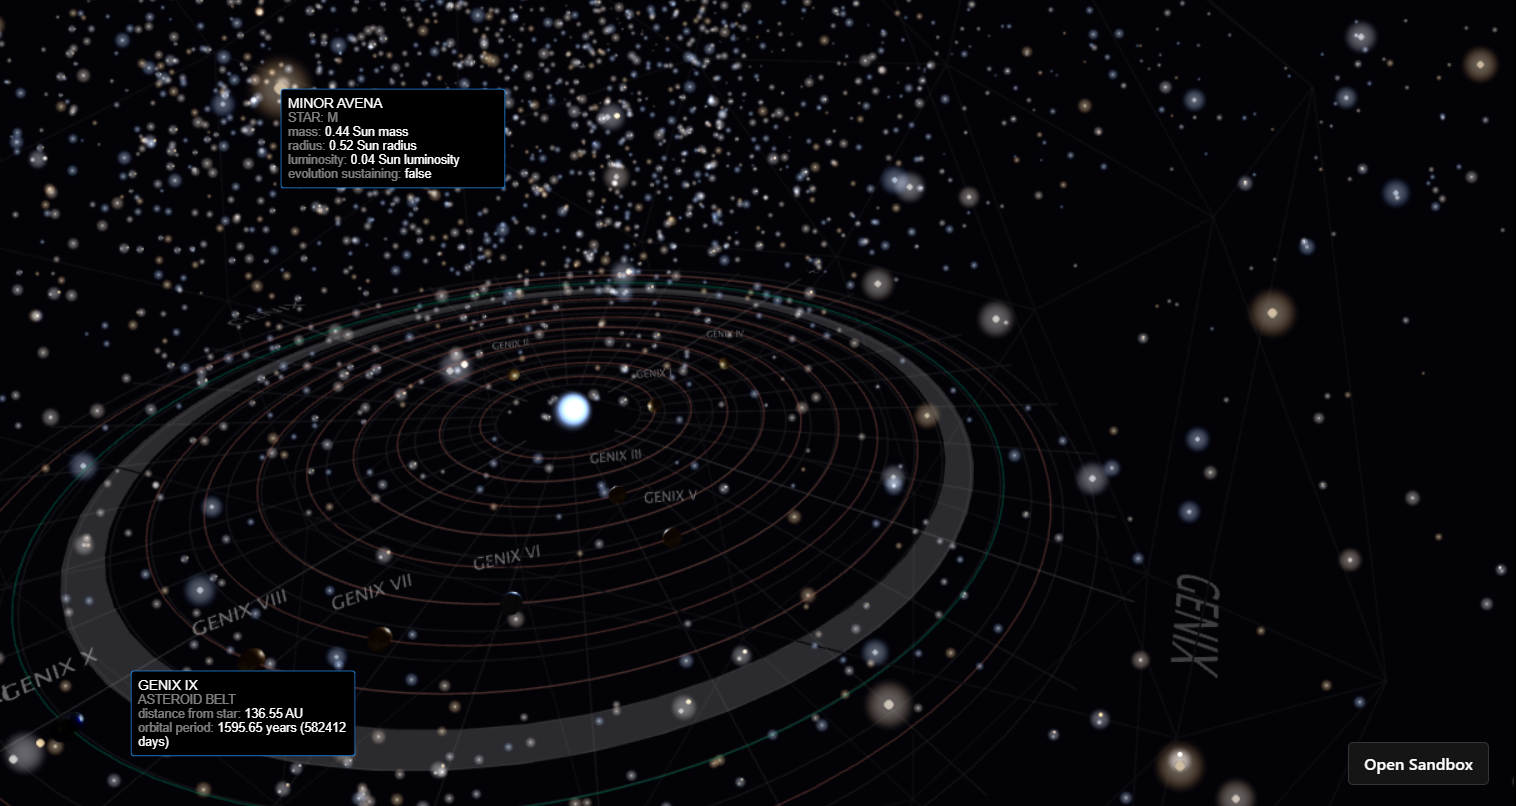 MINOR AVENA
STAR: M
mass: 0.44 Sun mass
radius: 0.52 Sun radius
luminosity: 0.04 Sun luminosity
evolution sustaining: false
GENIX
GENIX IV
GENIX II
GENIX I
GENIX III
GENIX V
GENIX VI
GENIX VII
GENIX VIII
GENIX
GENIX X
GENIX IX
ASTEROID BELT
distance from star: 136.55 AU
orbital period: 1595.65 years (582412
days)
Open Sandbox